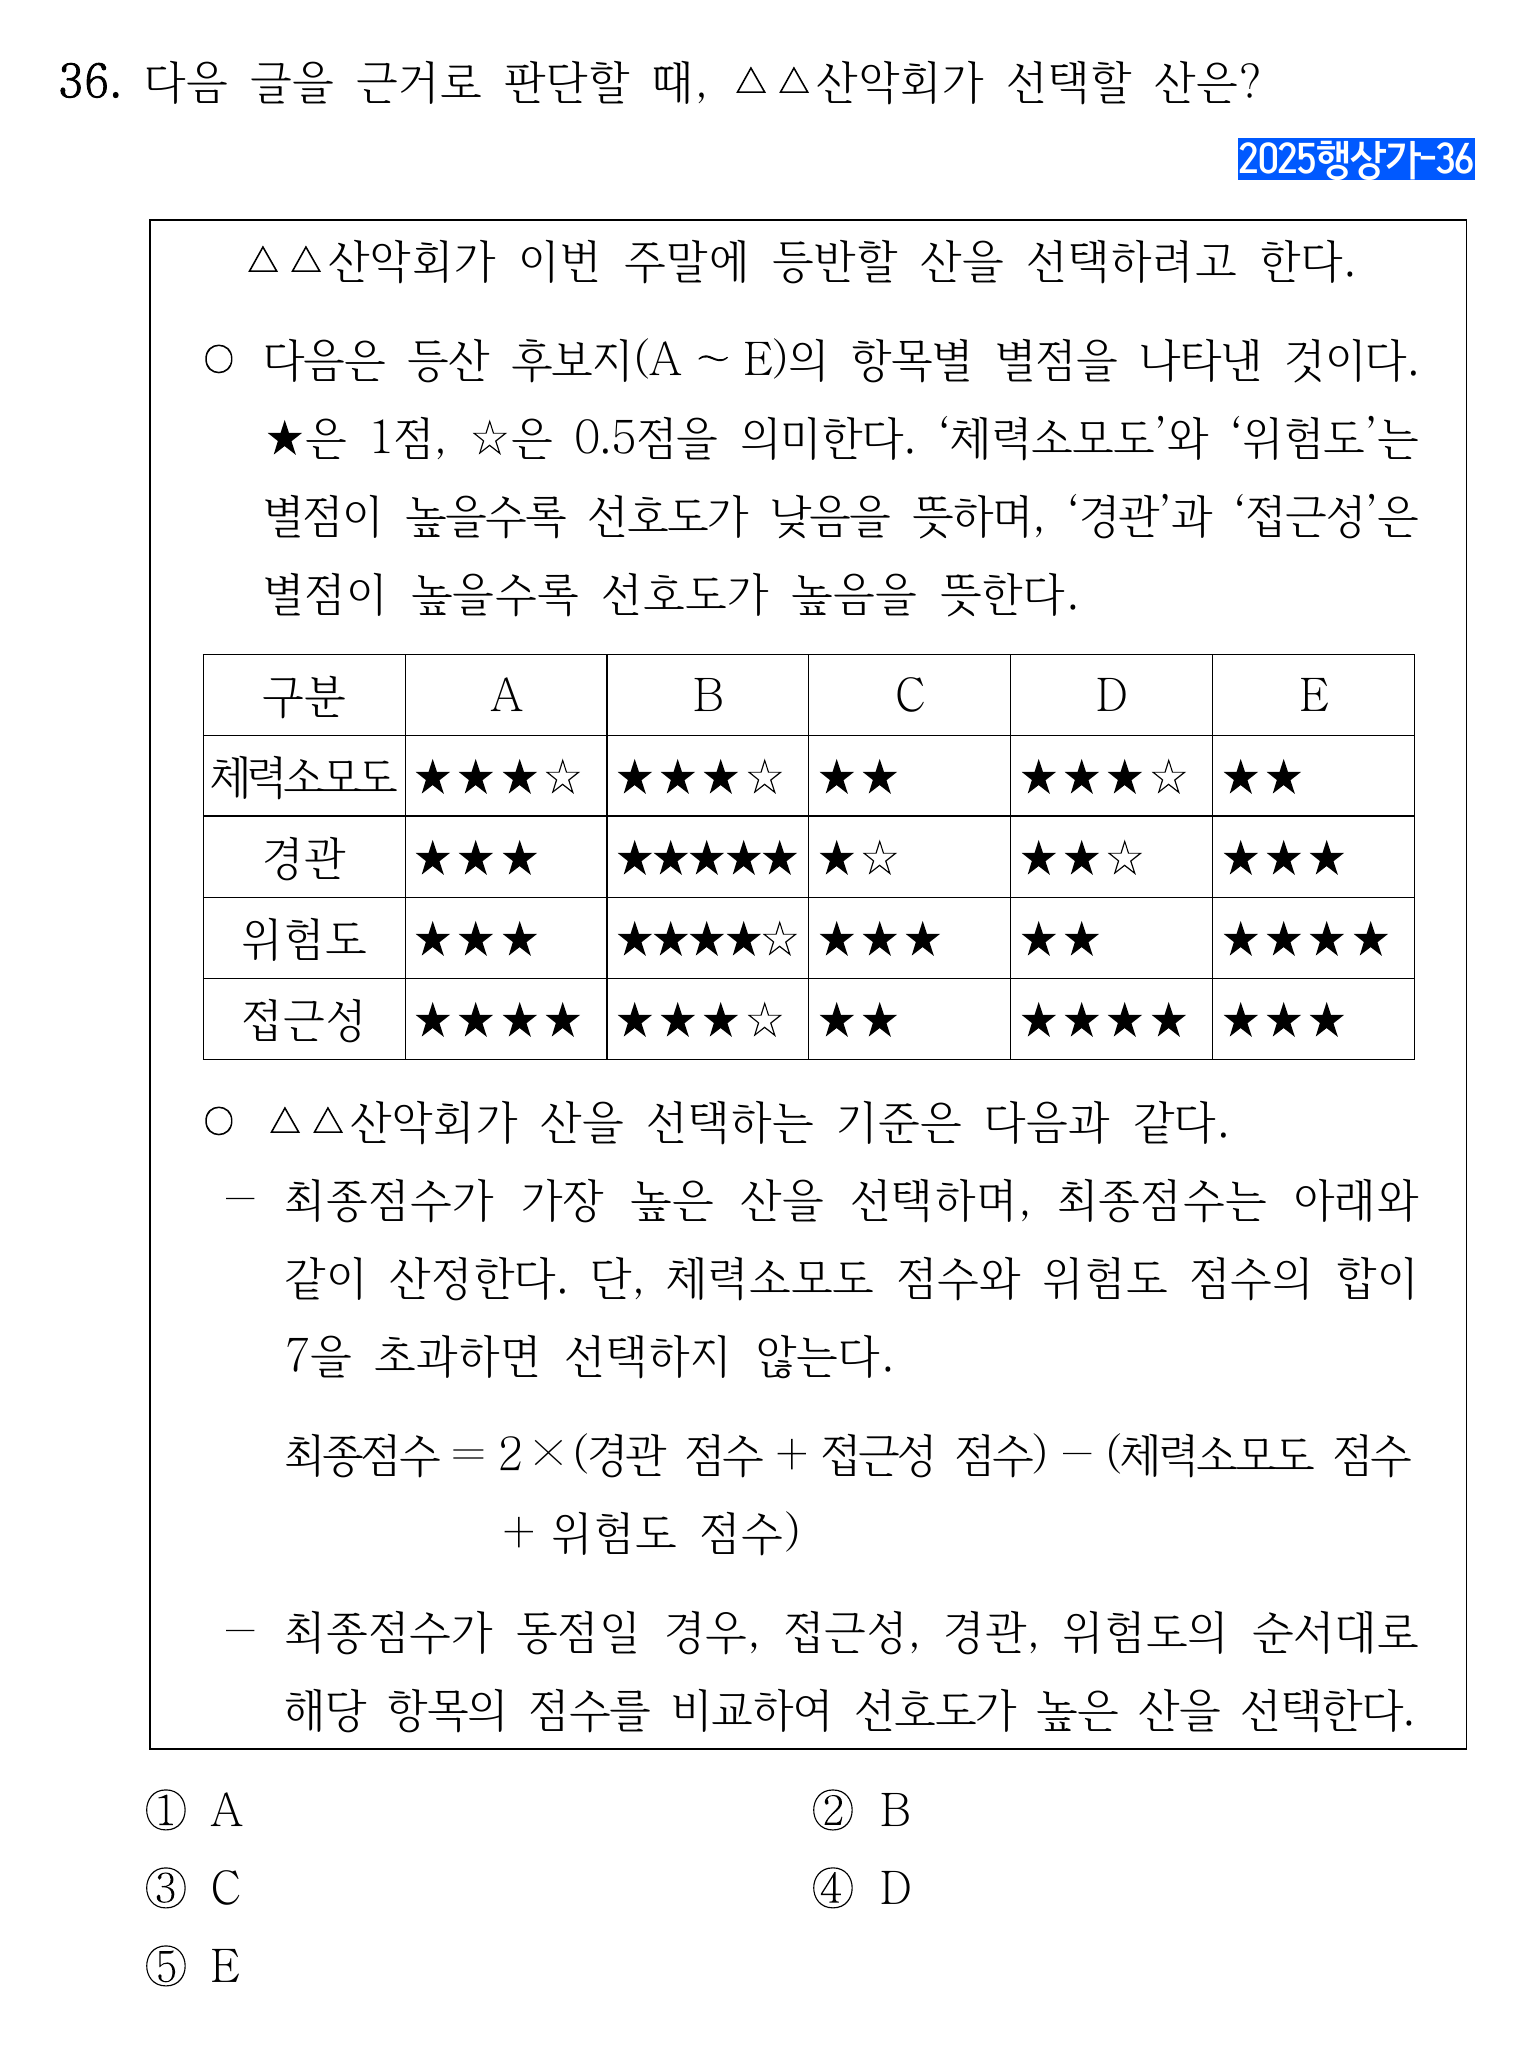 36. 다음 글을 근거로 판단할 때, △△산악회가 선택할 산은?
2025행상가-36
△△산악회가 이번 주말에 등반할 산을 선택하려고 한다.
○ 다음은 등산 후보지(A ~ E)의 항목별 별점을 나타낸 것이다.
★은 1점, ☆은 0.5점을 의미한다. ‘체력소모도’와 ‘위험도’는
별점이 높을수록 선호도가 낮음을 뜻하며, ‘경관’과 ‘접근성’은
별점이 높을수록 선호도가 높음을 뜻한다.
구분 A B C D E
체력소모도 ★★★☆ ★★★☆ ★★ ★★★☆ ★★
경관 ★★★ ★★★★★ ★☆ ★★☆ ★★★
위험도 ★★★ ★★★★☆ ★★★ ★★ ★★★★
접근성 ★★★★ ★★★☆ ★★ ★★★★ ★★★
○ △△산악회가 산을 선택하는 기준은 다음과 같다.
－ 최종점수가 가장 높은 산을 선택하며, 최종점수는 아래와
같이 산정한다. 단, 체력소모도 점수와 위험도 점수의 합이
7을 초과하면 선택하지 않는다.
최종점수 = 2×(경관 점수 + 접근성 점수) － (체력소모도 점수
+ 위험도 점수)
－ 최종점수가 동점일 경우, 접근성, 경관, 위험도의 순서대로
해당 항목의 점수를 비교하여 선호도가 높은 산을 선택한다.
① A ② B
③ C ④ D
⑤ E